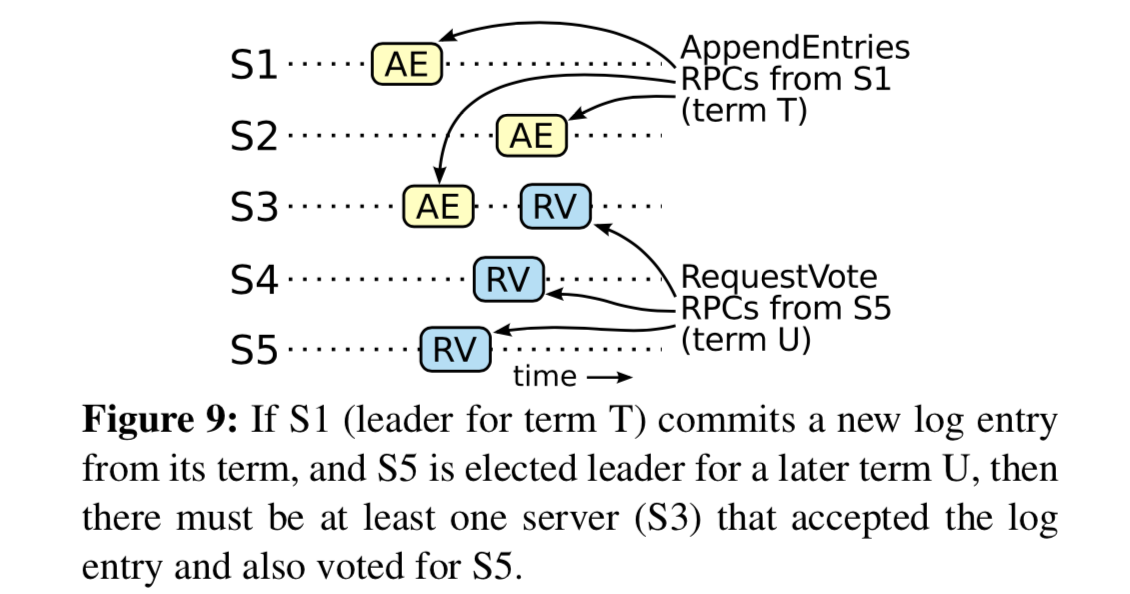 S1 AE AppendEntries
RPCs from S1
(term T)
S2 AE
S3 AE RV
S4 RV RequestVote
RPCs from S5
(term U)
S5 RV
time
Figure 9: If S1 (leader for term T) commits a new log entry
from its term, and S5 is elected leader for a later term U, then
there must be at least one server (S3) that accepted the log
entry and also voted for S5.